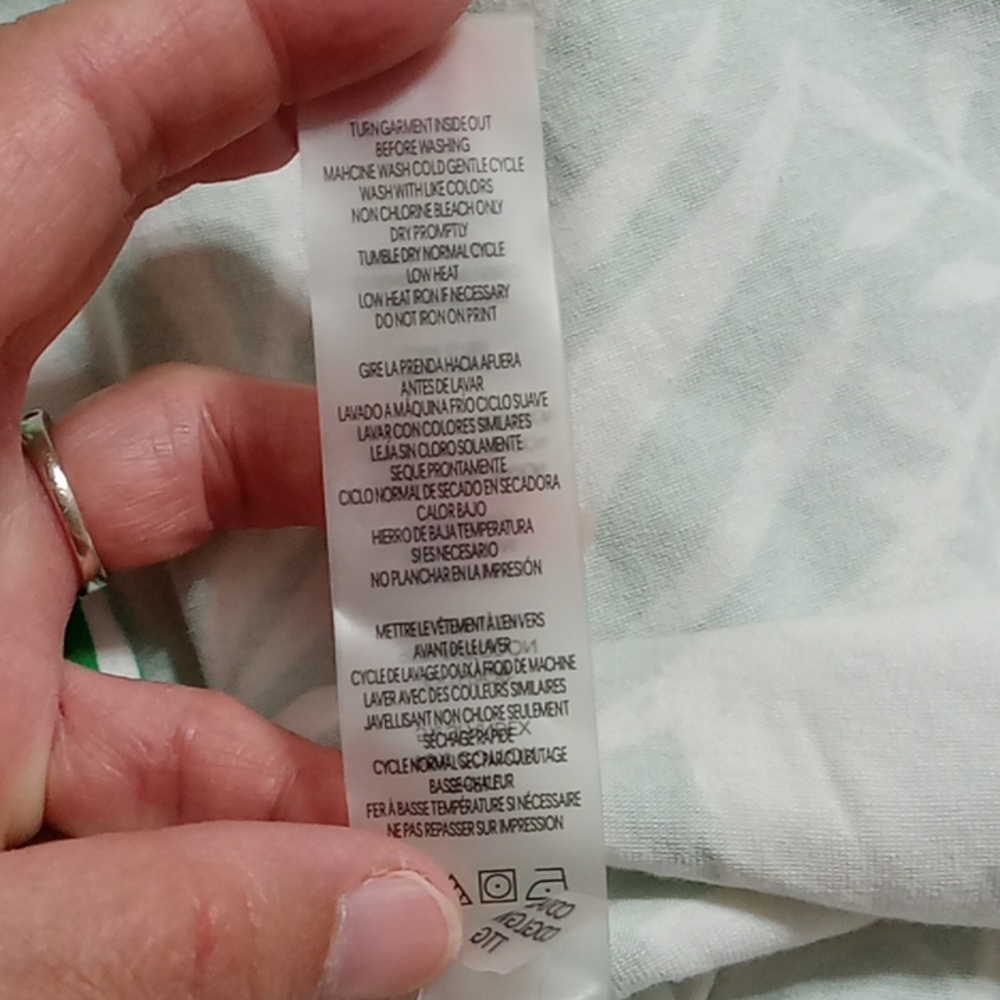 TURN GARMENT INSIDE OUT
BEFORE WASHING
MAHCINE WASH COLD GENTLE CYCLE
WASH WITH LIKE COLORS
NON CHLORINE BLEACH ONLY
DRY PROMPTLY
TUMBLE DRY NORMAL CYCLE
LOW HEAT
LOW HEAT IRON IF NECESSARY
DO NOT IRON ON PRINT
GIRE LA PRENDA HACIA AFUERA
ANTES DE LAVAR
LAVADO A MÁQUINA FRÍO CICLO SUAVE
LAVAR CON COLORES SIMILARES
LEJIA SIN CLORO SOLAMENTE
SEQUE PRONTAMENTE
CICLO NORMAL DE SECADO EN SECADORA
CALOR BAJO
HIERRO DE BAJA TEMPERATURA
SI ES NECESARIO
NO PLANCHAR EN LA IMPRESIÓN
METTRE LE VÊTEMENT À L'ENVERS
AVANT DE LE LAVER
CYCLE DE LAVAGE DOUX À FROID DE MACHINE
LAVER AVEC DES COULEURS SIMILAIRES
JAVELLISANT NON CHLORE SEULEMENT
SÉCHAGE RAPIDE
CYCLE NORMAL SEC PAR CULBUTAGE
BASSE CHALEUR
FER À BASSE TEMPÉRATURE SI NÉCESSAIRE
NE PAS REPASSER SUR IMPRESSION